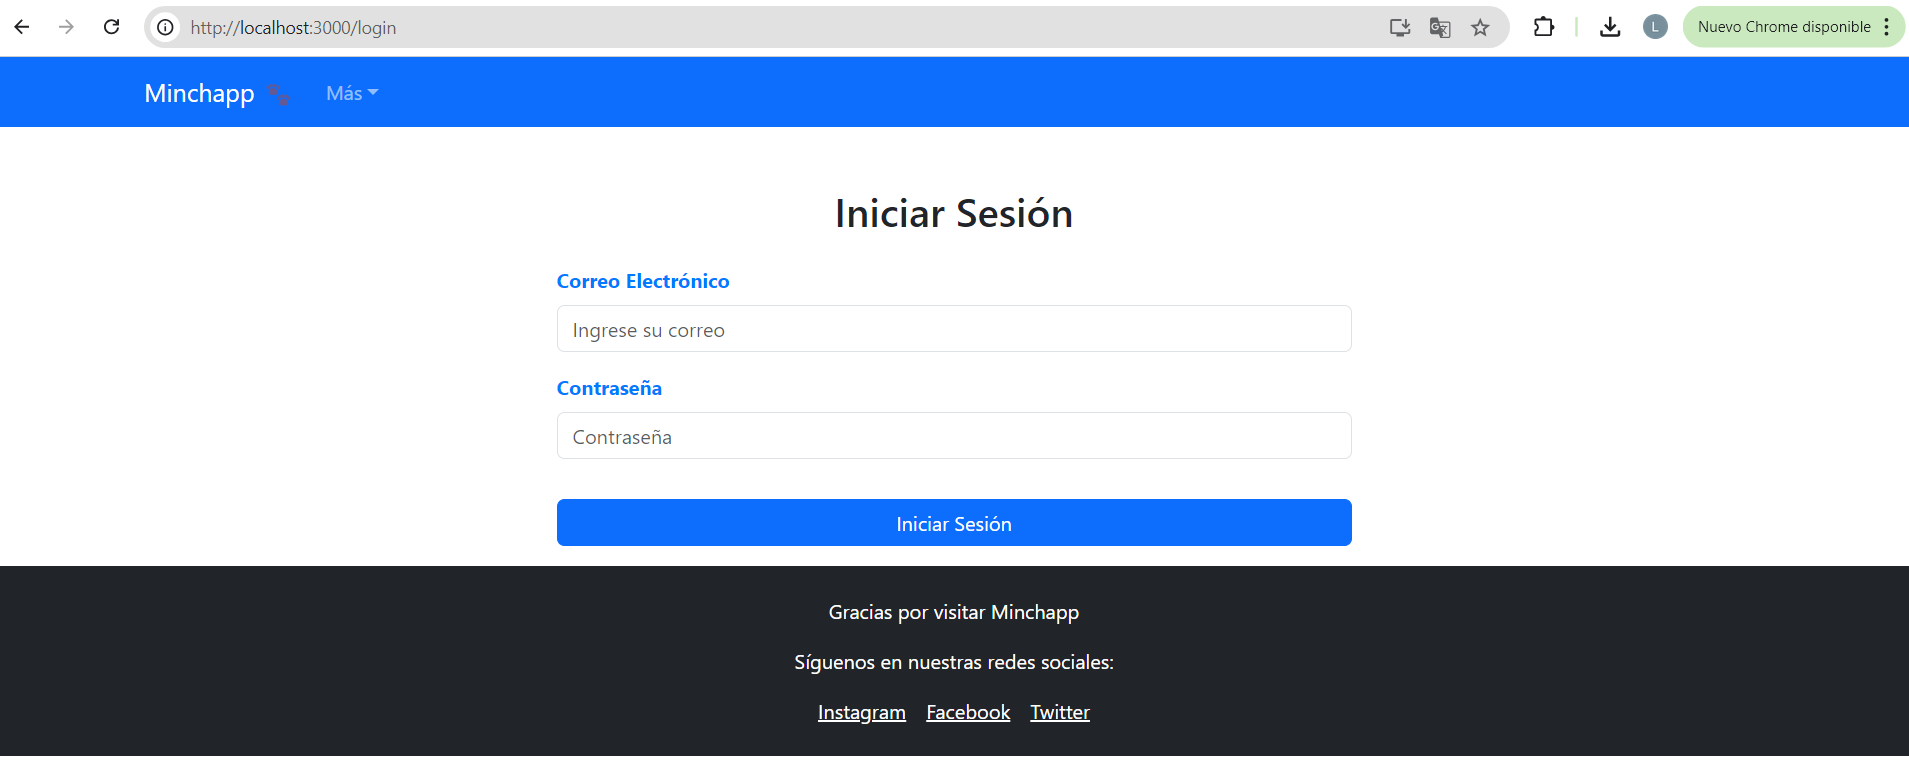 http://localhost:3000/login
L
Nuevo Chrome disponible
Minchapp
Más
Iniciar Sesión
Correo Electrónico
Ingrese su correo
Contraseña
Contraseña
Iniciar Sesión
Gracias por visitar Minchapp
Síguenos en nuestras redes sociales:
Instagram Facebook Twitter